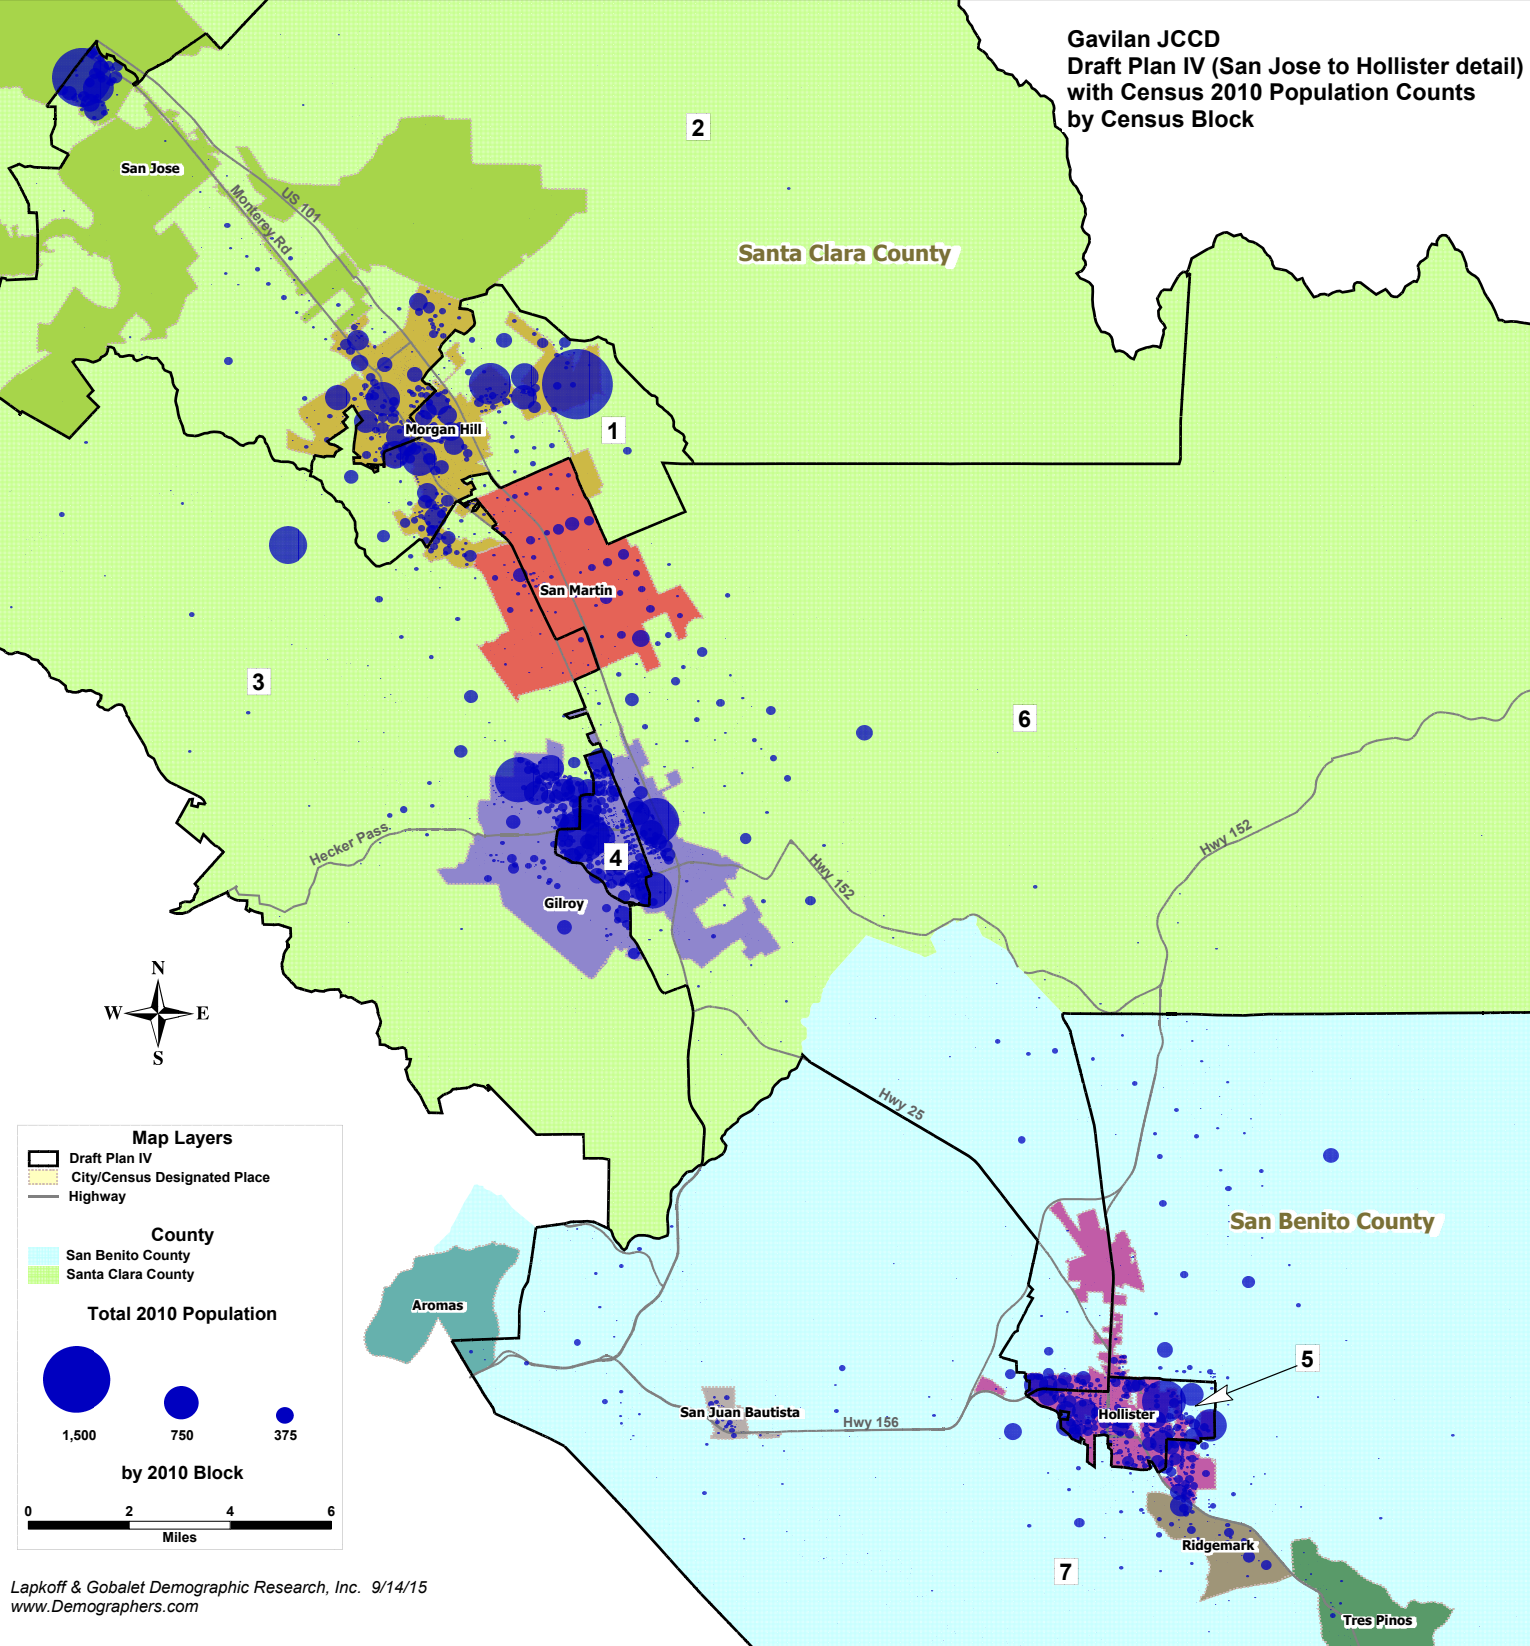 Gavilan JCCD
Draft Plan IV (San Jose to Hollister detail)
with Census 2010 Population Counts
by Census Block
2
San Jose
US 101
Monterey Rd
Santa Clara County
1
Morgan Hill
San Martin
3
6
Hecker Pass
4
Hwy 152
Hwy 152
Gilroy
N
W E
S
Hwy 25
Map Layers
Draft Plan IV
City/Census Designated Place
Highway
County
San Benito County
Santa Clara County
Total 2010 Population
1,500 750 375
by 2010 Block
0 2 4 6
Miles
San Benito County
Aromas
5
San Juan Bautista
Hwy 156
Hollister
7
Ridgemark
Tres Pinos
Lapkoff & Gobalet Demographic Research, Inc. 9/14/15
www.Demographers.com